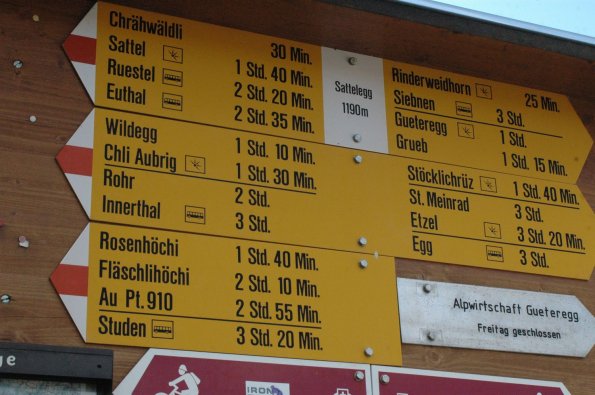 Chrähwäldli 30 Min.
Sattel 1 Std. 40 Min.
Ruestel 2 Std. 20 Min.
Euthal 2 Std. 35 Min.
Sattelegg
1190m
Rinderweidhorn 25 Min.
Siebnen 3 Std.
Gueteregg 1 Std.
Grueb 1 Std. 15 Min.
Wildegg 1 Std. 10 Min.
Chli Aubrig 1 Std. 30 Min.
Rohr 2 Std.
Innerthal 3 Std.
Stöcklichrüz 1 Std. 40 Min.
St. Meinrad 3 Std.
Etzel 3 Std. 20 Min.
Egg 3 Std.
Rosenhöchi 1 Std. 40 Min.
Fläschlihöchi 2 Std. 10 Min.
Au Pt. 910 2 Std. 55 Min.
Studen 3 Std. 20 Min.
Alpwirtschaft Gueteregg
Freitag geschlossen
ge
IRON